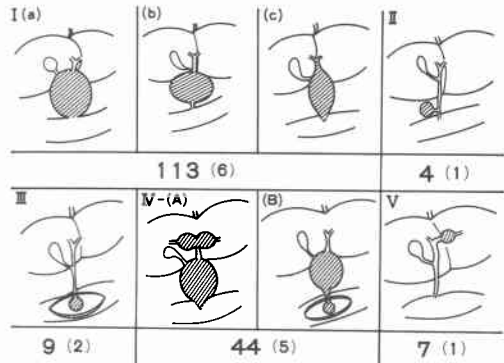 I (a) (b) (c) II
113 (6) 4 (1)
III IV-(A) (B) V
9 (2) 44 (5) 7 (1)